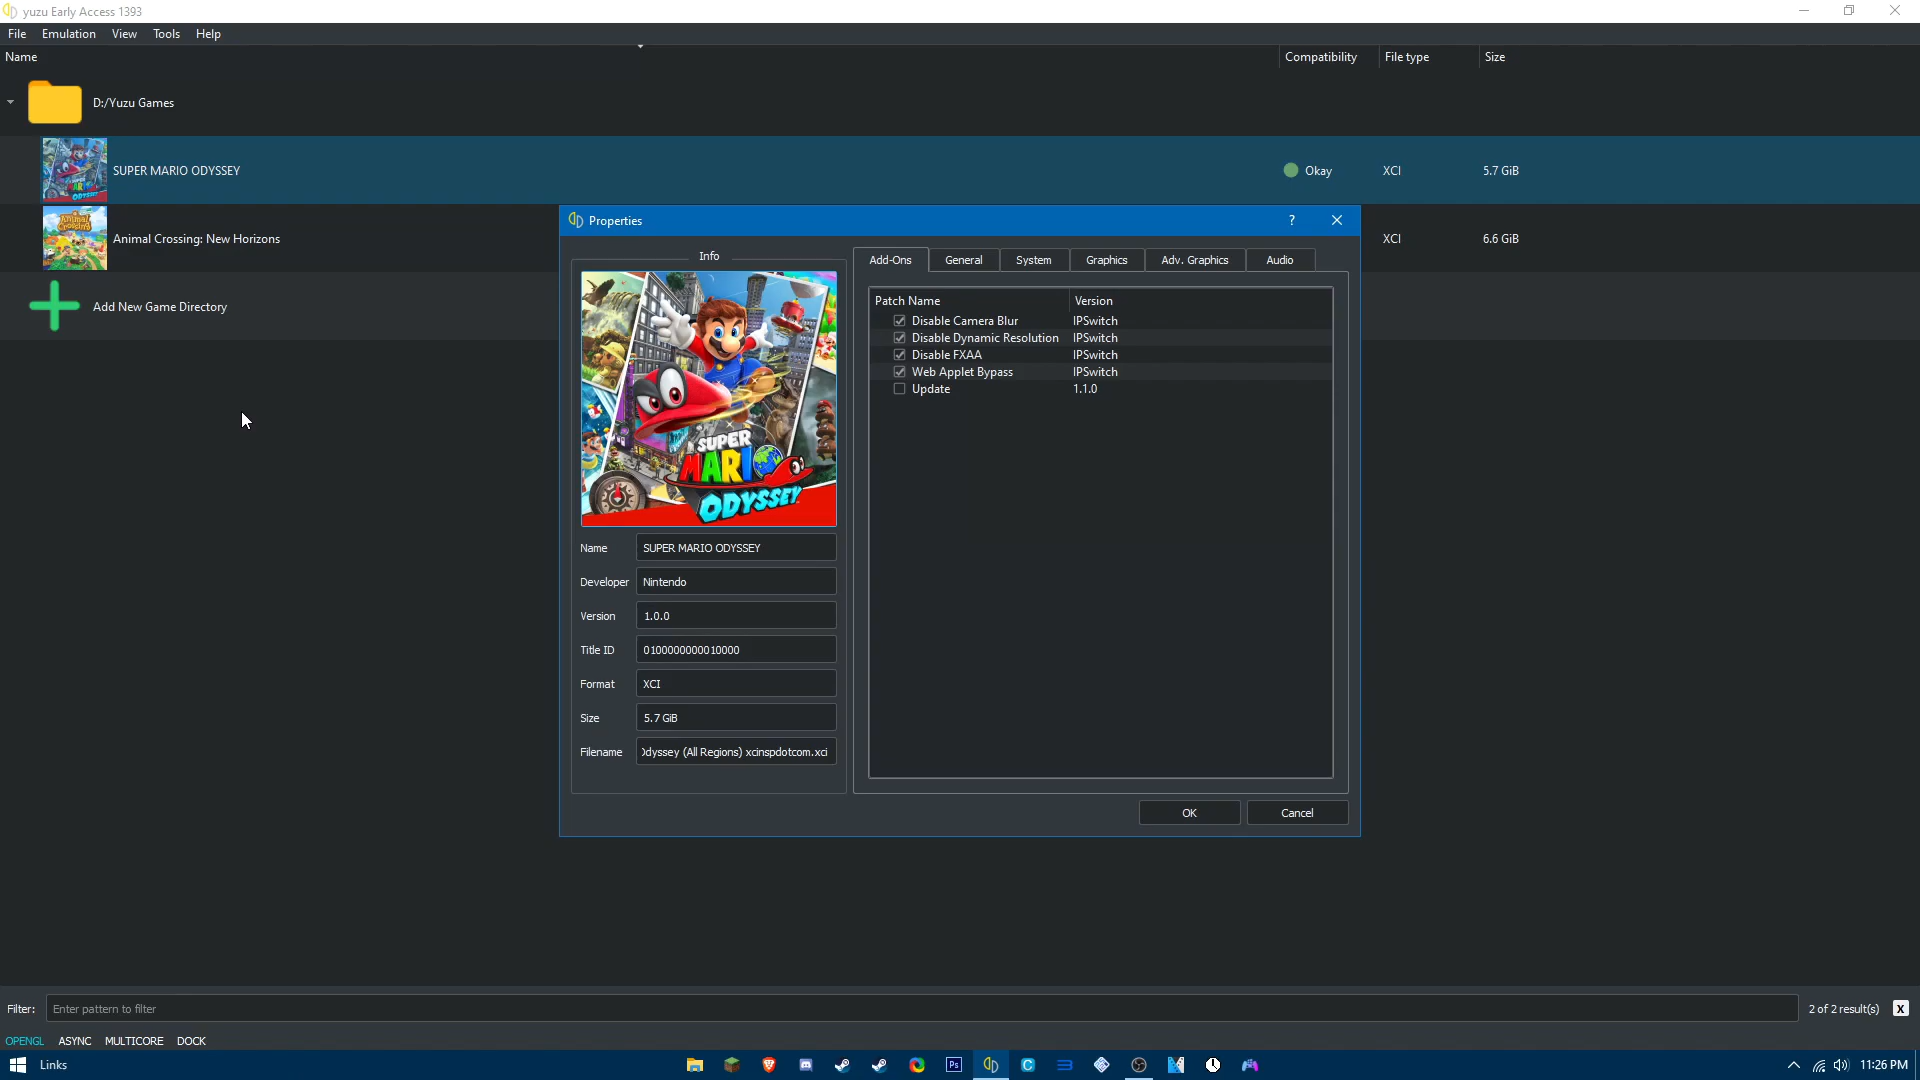 yuzu Early Access 1393
File Emulation View Tools Help
Name Compatibility File type Size
D:/Yuzu Games
SUPER MARIO ODYSSEY Okay XCI 5.7 GiB
Animal Crossing: New Horizons XCI 6.6 GiB
Add New Game Directory
Properties ?
Info
SUPER
MARIO
ODYSSEY
Name SUPER MARIO ODYSSEY
Developer Nintendo
Version 1.0.0
Title ID 0100000000010000
Format XCI
Size 5.7 GiB
Filename Odyssey (All Regions) xcinspdotcom.xci
Add-Ons General System Graphics Adv. Graphics Audio
Patch Name Version
Disable Camera Blur IPSwitch
Disable Dynamic Resolution IPSwitch
Disable FXAA IPSwitch
Web Applet Bypass IPSwitch
Update 1.1.0
OK Cancel
Filter: Enter pattern to filter 2 of 2 result(s) X
OPENGL ASYNC MULTICORE DOCK
Links Ps 11:26 PM